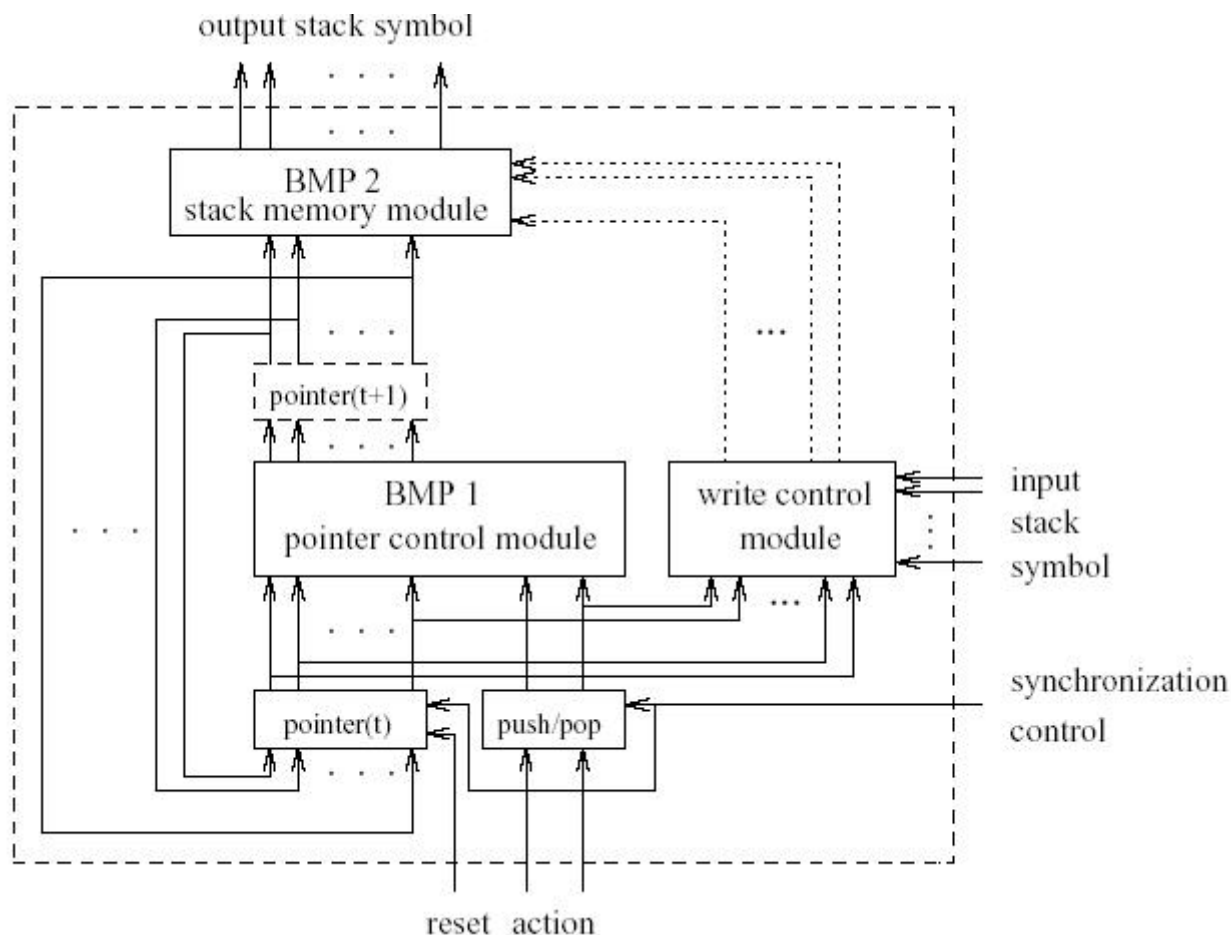 output stack symbol
BMP 2
stack memory module
pointer(t+1)
BMP 1
pointer control module
write control
module
input
stack
symbol
pointer(t)
push/pop
synchronization
control
reset action